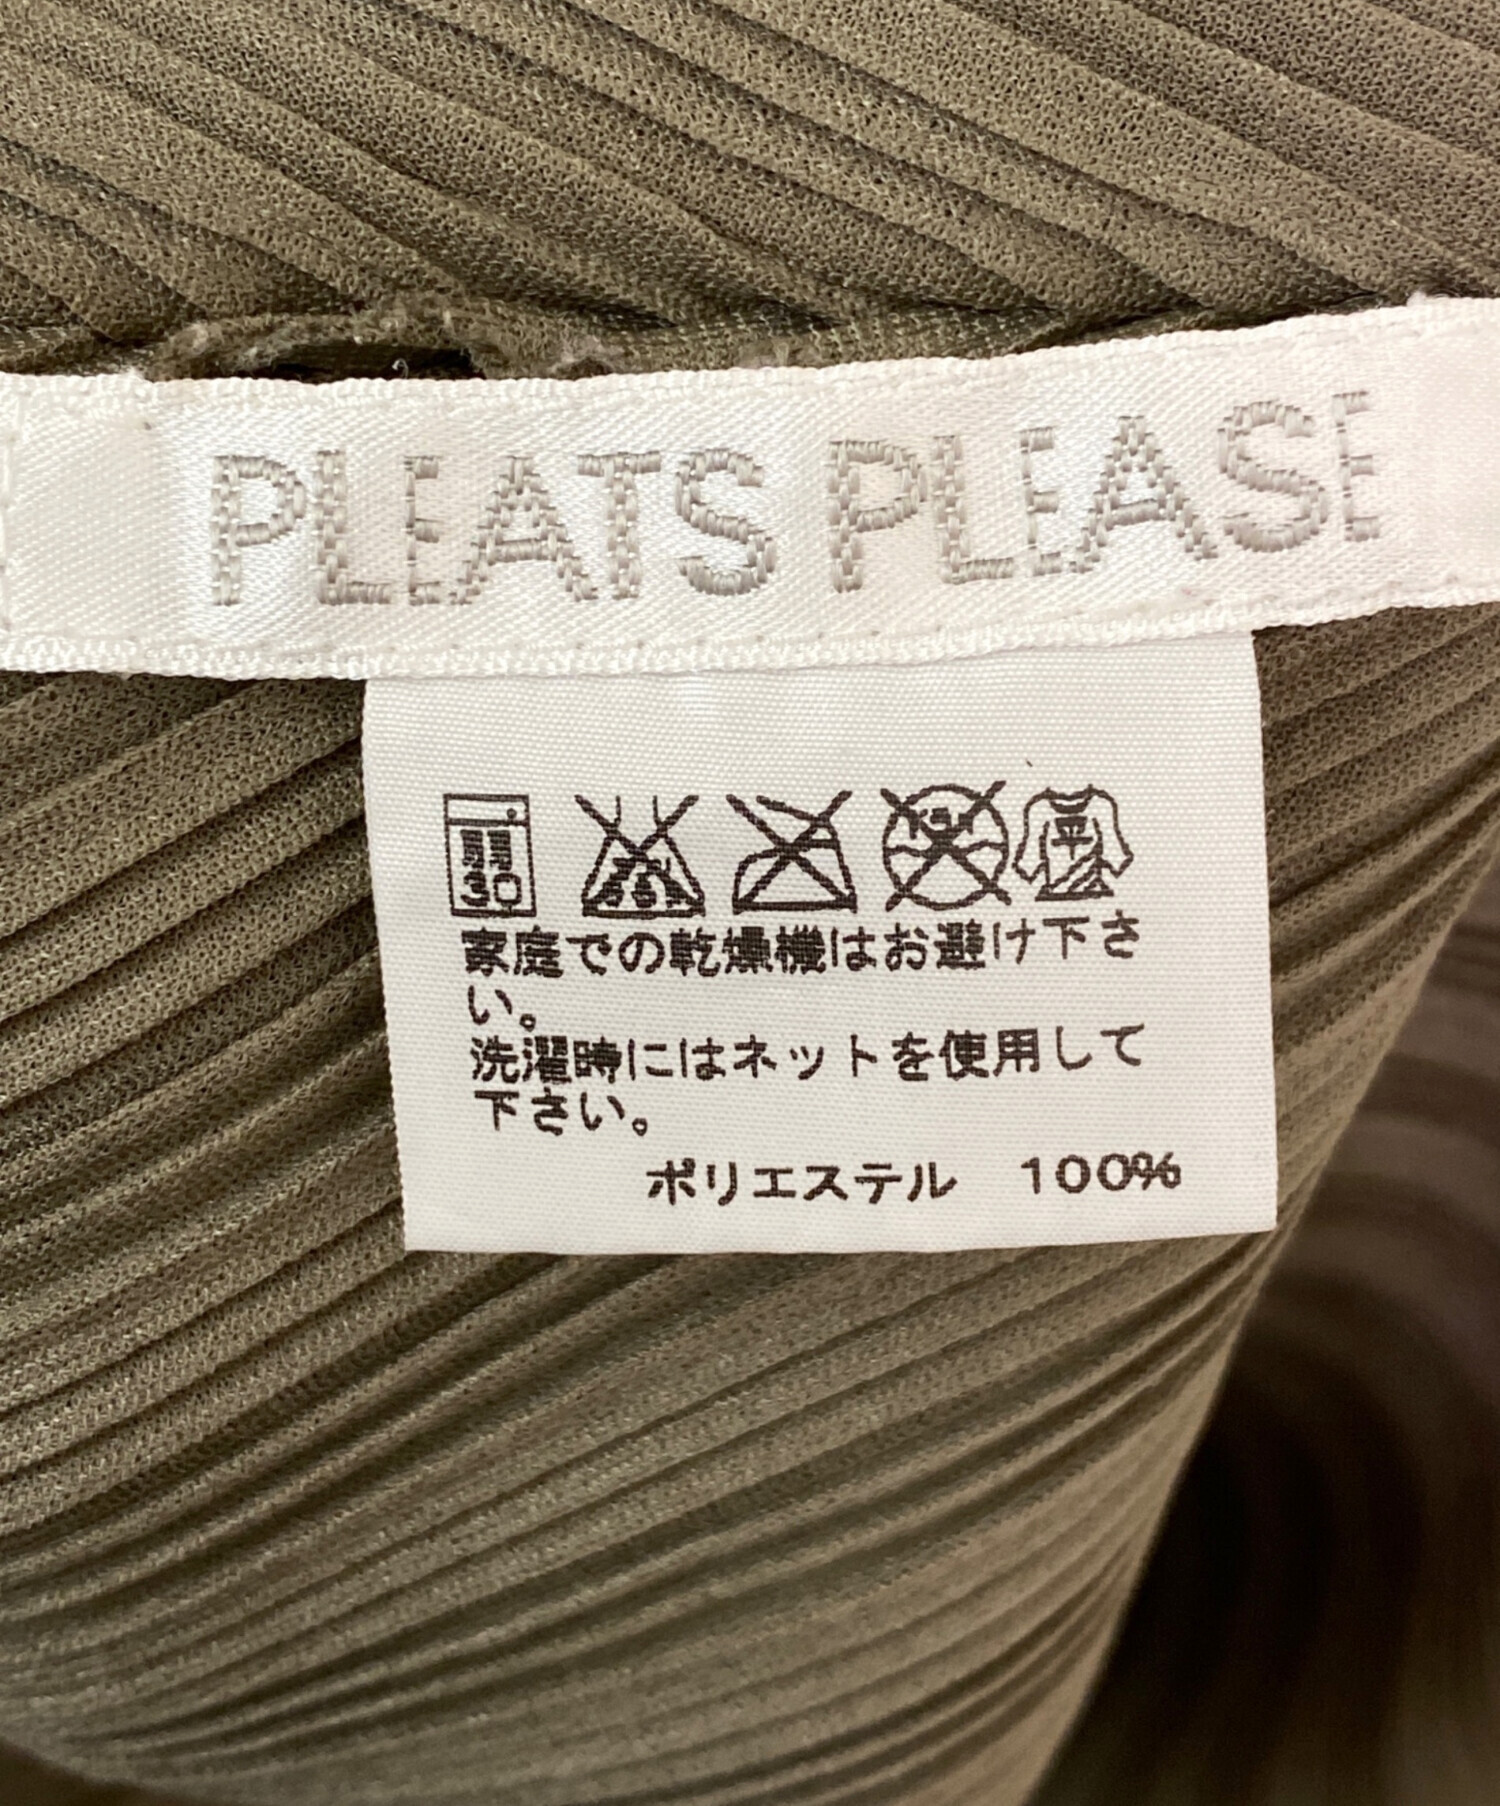 PLEATS PLEASE
30
平
家庭での乾燥機はお避け下さ
い。
洗濯時にはネットを使用して
下さい。
ポリエステル 100%